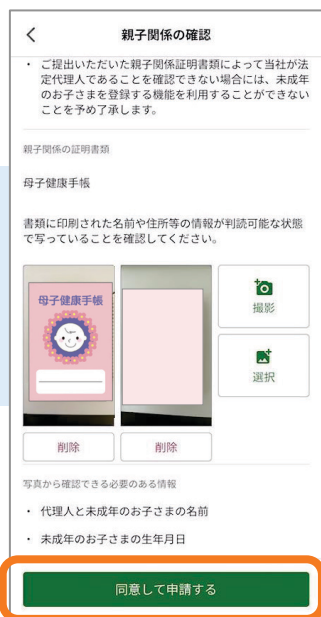 親子関係の確認
・ ご提出いただいた親子関係証明書類によって当社が法
定代理人であることを確認できない場合には、未成年
のお子さまを登録する機能を利用することができない
ことを予め了承します。
親子関係の証明書類
母子健康手帳
書類に印刷された名前や住所等の情報が判読可能な状態
で写っていることを確認してください。
母子健康手帳
撮影
選択
削除
削除
写真から確認できる必要のある情報
・ 代理人と未成年のお子さまの名前
・ 未成年のお子さまの生年月日
同意して申請する